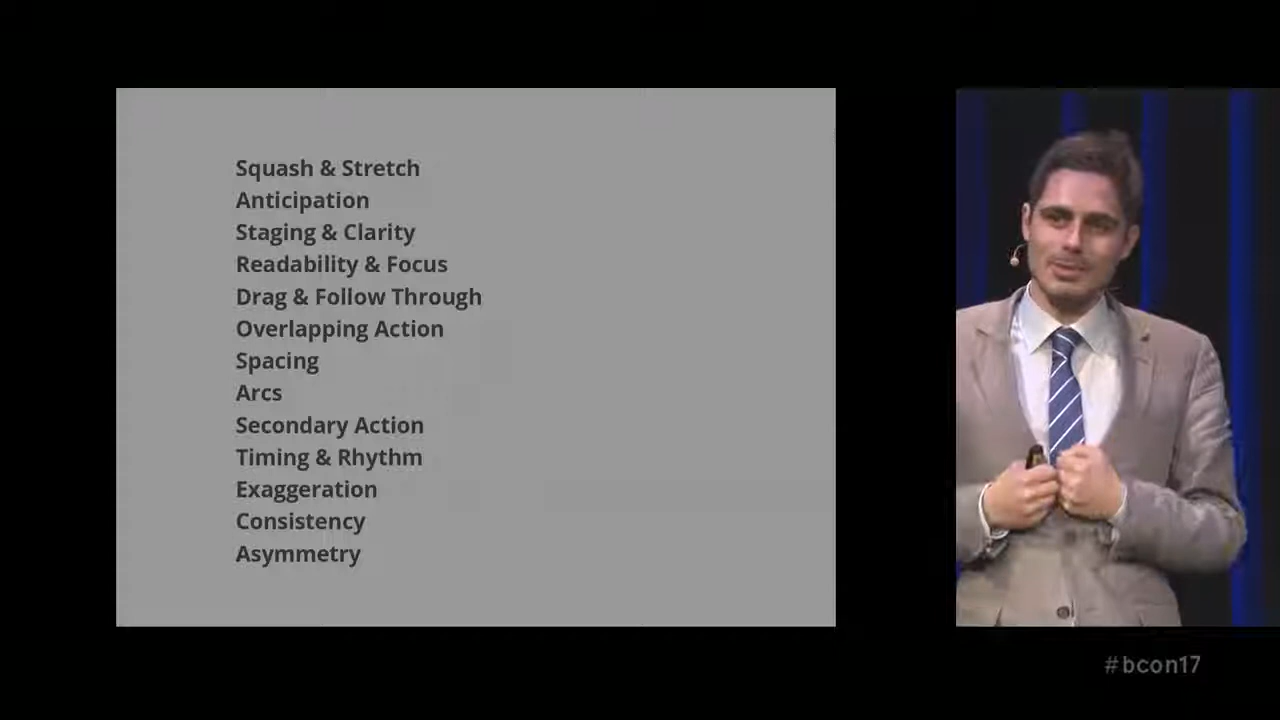 Squash & Stretch
Anticipation
Staging & Clarity
Readability & Focus
Drag & Follow Through
Overlapping Action
Spacing
Arcs
Secondary Action
Timing & Rhythm
Exaggeration
Consistency
Asymmetry
#bcon17